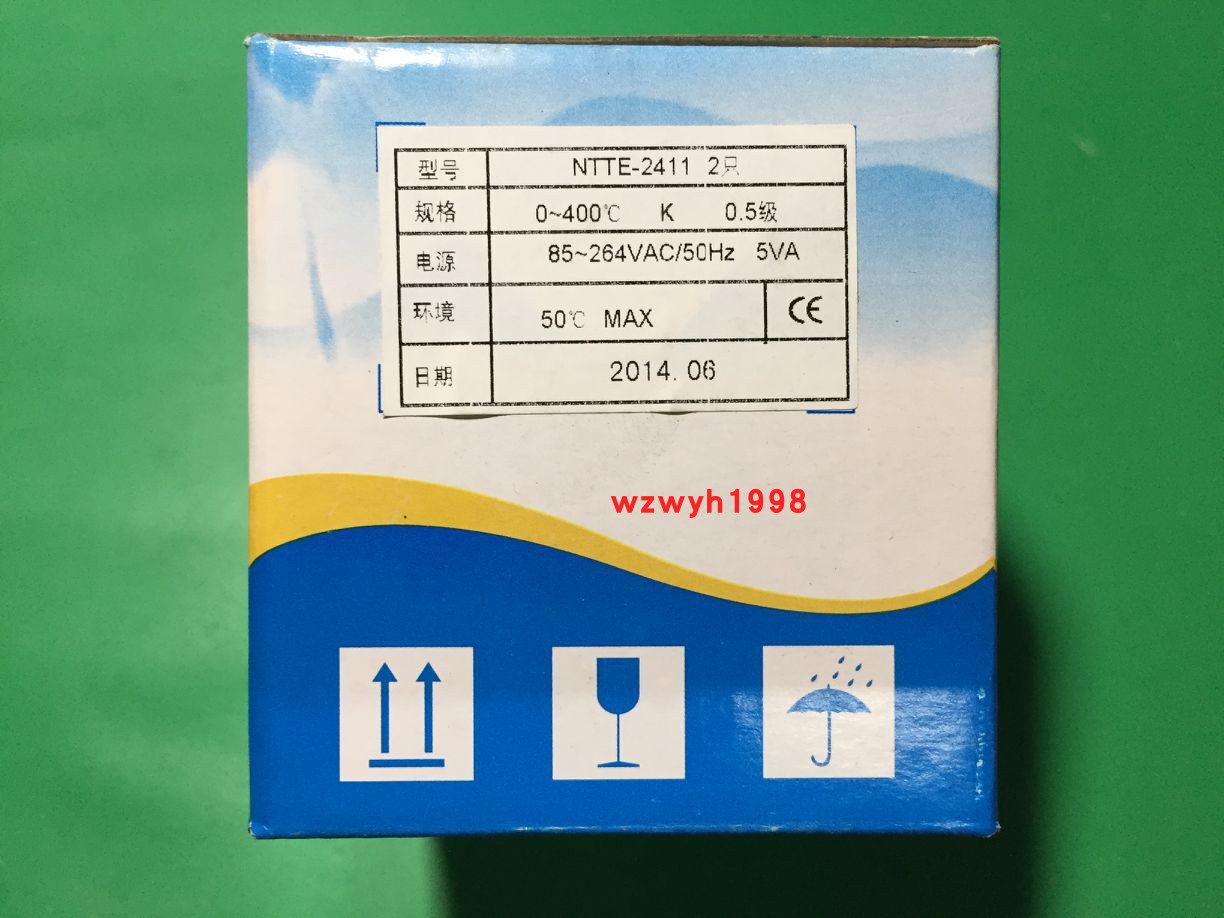 型号 NTTE-2411 2只
规格 0~400℃ K 0.5级
电源 85~264VAC/50Hz 5VA
环境 50℃ MAX CE
日期 2014.06
wzwyh1998